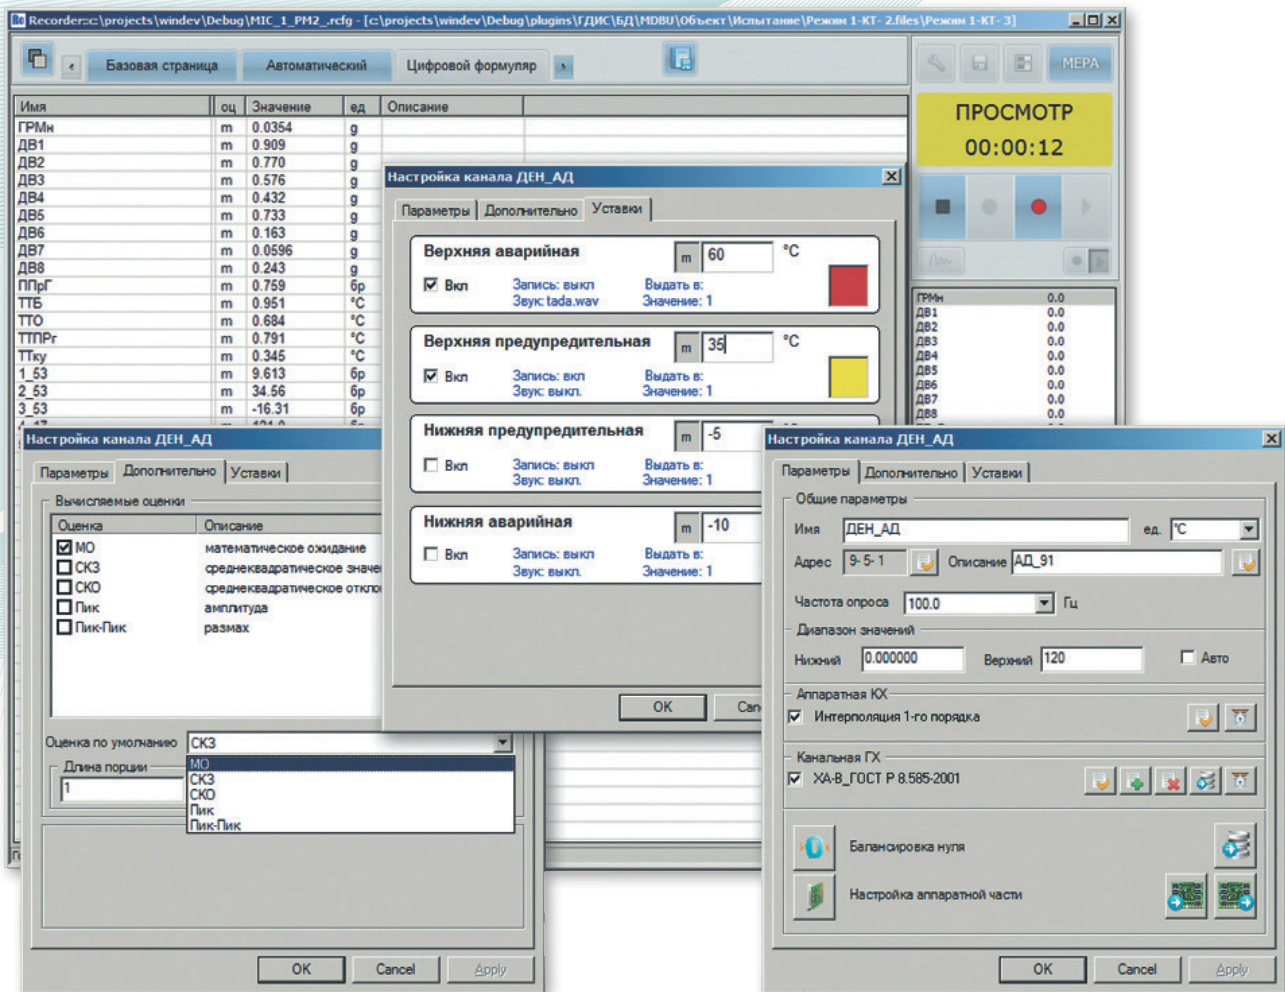 Recorder::c:\projects\windev\Debug\MIC_1_PM2_.rcfg - [c:\projects\windev\Debug\plugins\ГДИС\БД\MDBU\Объект\Испытание\Режим 1-КТ- 2.files\Режим 1-КТ- 3]
Базовая страница Автоматический Цифровой формуляр
МЕРА
ПРОСМОТР
00:00:12
Имя оц Значение ед Описание
ГРМн m 0.0354 g
ДВ1 m 0.909 g
ДВ2 m 0.770 g
ДВ3 m 0.576 g
ДВ4 m 0.432 g
ДВ5 m 0.733 g
ДВ6 m 0.163 g
ДВ7 m 0.0596 g
ДВ8 m 0.243 g
ППрГ m 0.759 бр
ТТБ m 0.951 °C
ТТО m 0.684 °C
ТТПРг m 0.791 °C
ТТку m 0.345 °C
1_53 m 9.613 бр
2_53 m 34.56 бр
3_53 m -16.31 бр
ГРМн 0.0
ДВ1 0.0
ДВ2 0.0
ДВ3 0.0
ДВ4 0.0
ДВ5 0.0
ДВ6 0.0
ДВ7 0.0
ДВ8 0.0
Настройка канала ДЕН_АД
Параметры Дополнительно Уставки
Верхняя аварийная m 60 °C
Вкл Запись: выкл Выдать в:
Звук: tada.wav Значение: 1
Верхняя предупредительная m 35 °C
Вкл Запись: вкл Выдать в:
Звук: выкл. Значение: 1
Нижняя предупредительная m -5
Вкл Запись: выкл Выдать в:
Звук: выкл. Значение: 1
Нижняя аварийная m -10
Вкл Запись: выкл Выдать в:
Звук: выкл. Значение: 1
OK
Настройка канала ДЕН_АД
Параметры Дополнительно Уставки
Вычисляемые оценки
Оценка Описание
МО математическое ожидание
СКЗ среднеквадратическое
СКО среднеквадратическое
Пик амплитуда
Пик-Пик размах
Оценка по умолчанию СКЗ
МО
СКЗ
СКО
Пик
Пик-Пик
Длина порции
1
OK Cancel Apply
Настройка канала ДЕН_АД
Параметры Дополнительно Уставки
Общие параметры
Имя ДЕН_АД ед. °C
Адрес 9- 5- 1 Описание АД_91
Частота опроса 100.0 Гц
Диапазон значений
Нижний 0.000000 Верхний 120 Авто
Аппаратная КХ
Интерполяция 1-го порядка
Канальная ГХ
ХА-В_ГОСТ Р 8.585-2001
Балансировка нуля
Настройка аппаратной части
OK Cancel Apply